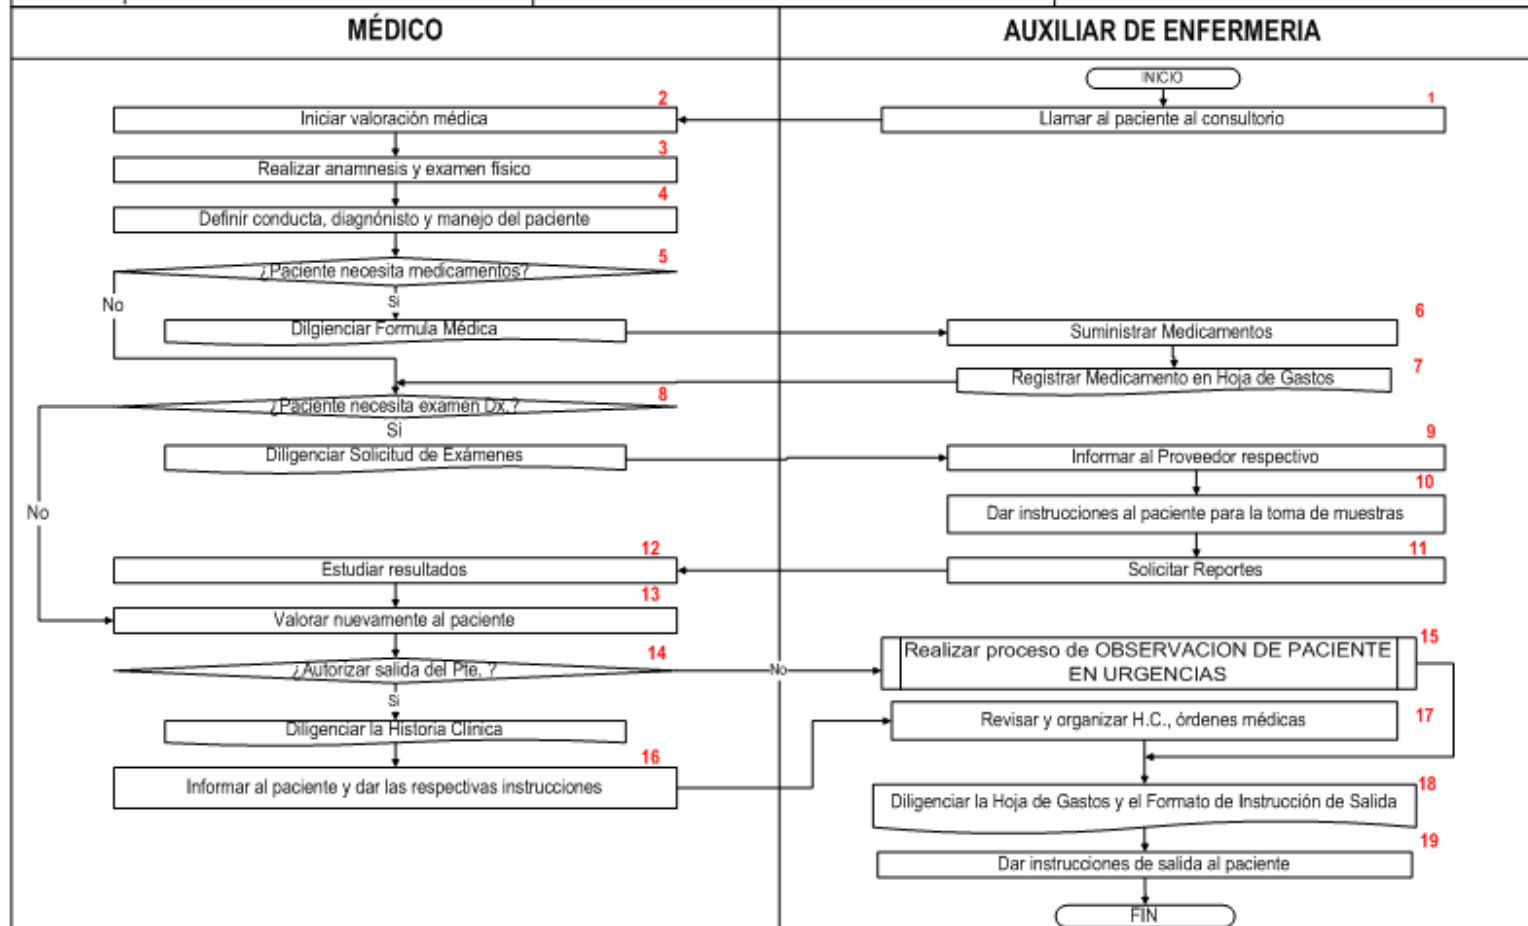 MÉDICO
AUXILIAR DE ENFERMERIA
INICIO
2
1
Iniciar valoración médica
Llamar al paciente al consultorio
3
Realizar anamnesis y examen físico
4
Definir conducta, diagnónisto y manejo del paciente
5
¿Paciente necesita medicamentos?
No
Si
6
Dilgienciar Formula Médica
Suministrar Medicamentos
7
Registrar Medicamento en Hoja de Gastos
8
¿Paciente necesita examen Dx.?
Si
9
Diligenciar Solicitud de Exámenes
Informar al Proveedor respectivo
10
No
Dar instrucciones al paciente para la toma de muestras
12
11
Estudiar resultados
Solicitar Reportes
13
Valorar nuevamente al paciente
14
15
¿Autorizar salida del Pte. ?
No
Realizar proceso de OBSERVACION DE PACIENTE
EN URGENCIAS
Si
Diligenciar la Historia Clínica
Revisar y organizar H.C., órdenes médicas
17
16
Informar al paciente y dar las respectivas instrucciones
18
Diligenciar la Hoja de Gastos y el Formato de Instrucción de Salida
19
Dar instrucciones de salida al paciente
FIN